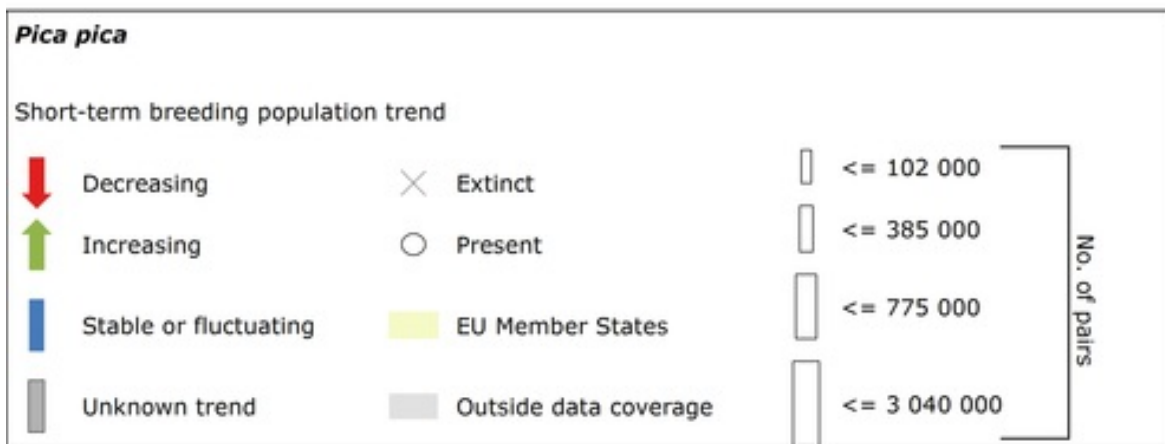 Pica pica
Short-term breeding population trend
Decreasing
Extinct
<= 102 000
Increasing
Present
<= 385 000
Stable or fluctuating
EU Member States
<= 775 000
Unknown trend
Outside data coverage
<= 3 040 000
No. of pairs